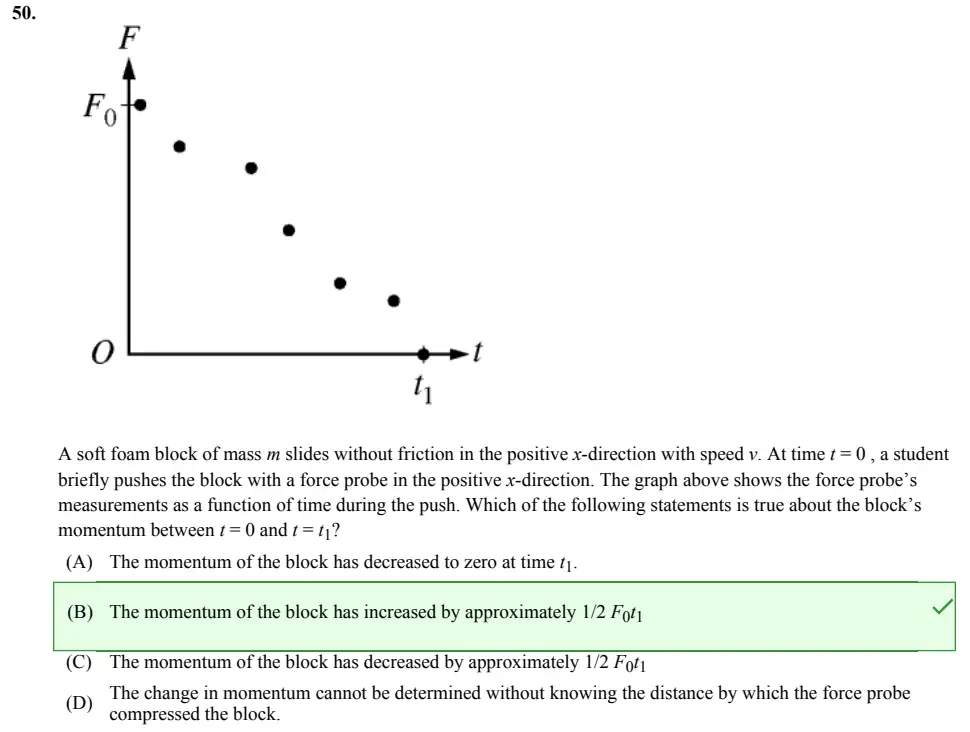 50.
F
F₀
O
t
t₁
A soft foam block of mass m slides without friction in the positive x-direction with speed v. At time t = 0 , a student
briefly pushes the block with a force probe in the positive x-direction. The graph above shows the force probe’s
measurements as a function of time during the push. Which of the following statements is true about the block’s
momentum between t = 0 and t = t₁?
(A) The momentum of the block has decreased to zero at time t₁.
(B) The momentum of the block has increased by approximately 1/2 F₀t₁
(C) The momentum of the block has decreased by approximately 1/2 F₀t₁
(D) The change in momentum cannot be determined without knowing the distance by which the force probe
compressed the block.